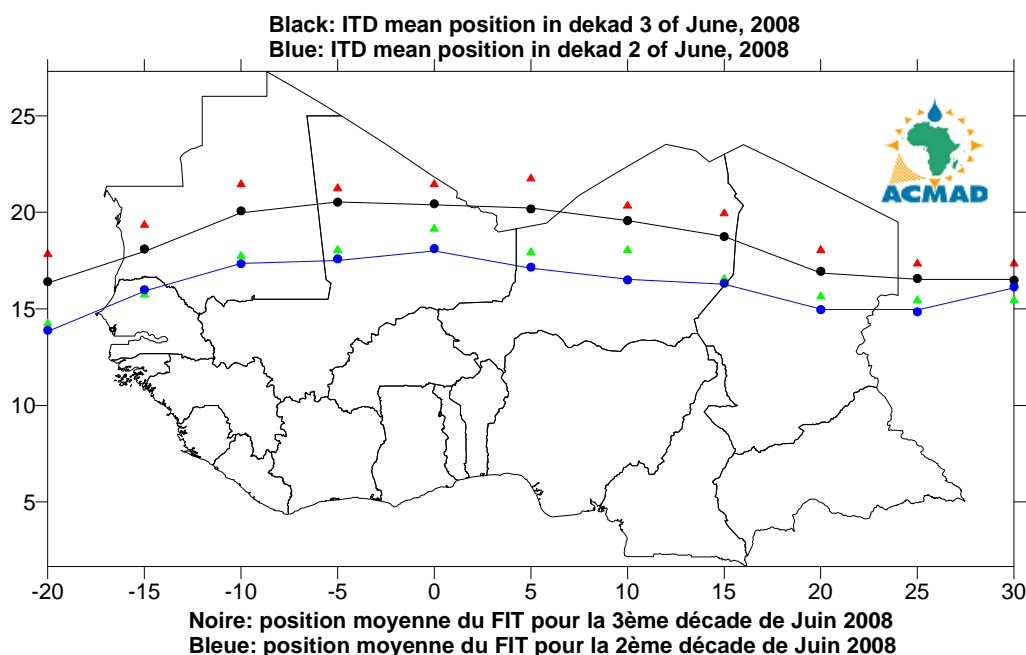 Black: ITD mean position in dekad 3 of June, 2008
Blue: ITD mean position in dekad 2 of June, 2008
25
20
15
10
5
ACMAD
-20 -15 -10 -5 0 5 10 15 20 25 30
Noire: position moyenne du FIT pour la 3ème décade de Juin 2008
Bleue: position moyenne du FIT pour la 2ème décade de Juin 2008